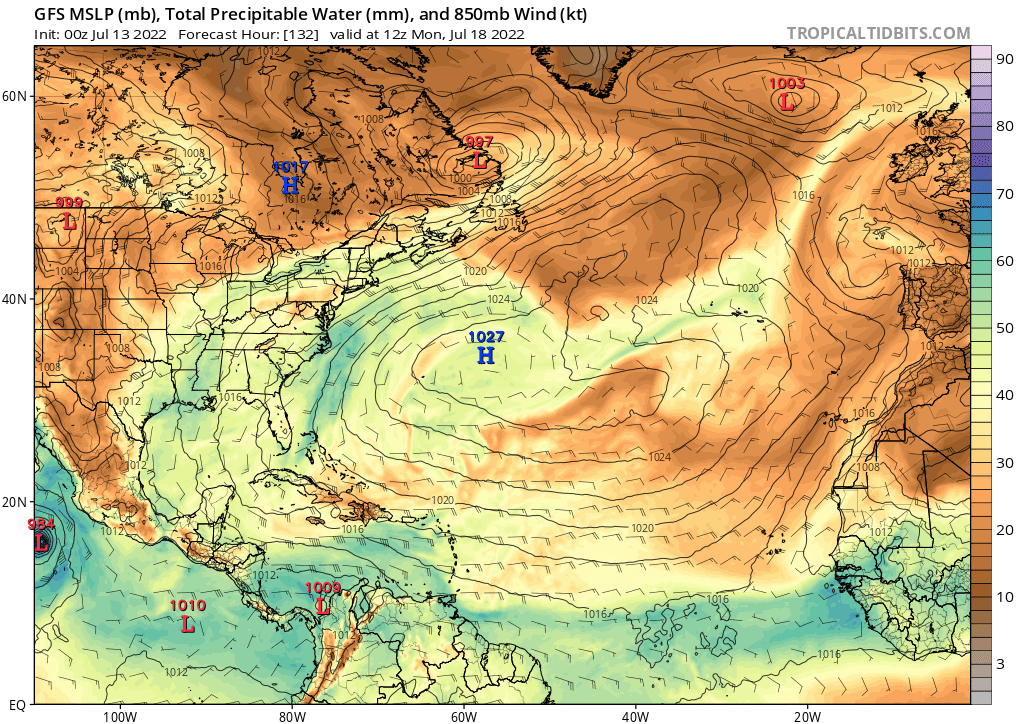 GFS MSLP (mb), Total Precipitable Water (mm), and 850mb Wind (kt)
Init: 00z Jul 13 2022 Forecast Hour: [132] valid at 12z Mon, Jul 18 2022
TROPICALTIDBITS.COM
1012
90
1003
L
60N
1012
1008
1016
80
997
L
1008
1017
H
1000
70
1004
1016
1012
1016
1008
999
L
1012
1016
1012
1012
1016
1020
60
1004
1020
40N
1024
1024
50
1027
H
1008
1012
1008
1016
40
1012
1016
1024
30
1012
1008
20N
1020
984
L
1012
1016
1020
1012
20
1012
1009
L
1010
L
1016
1016
10
1012
1016
1012
3
EQ
100W
80W
60W
40W
20W